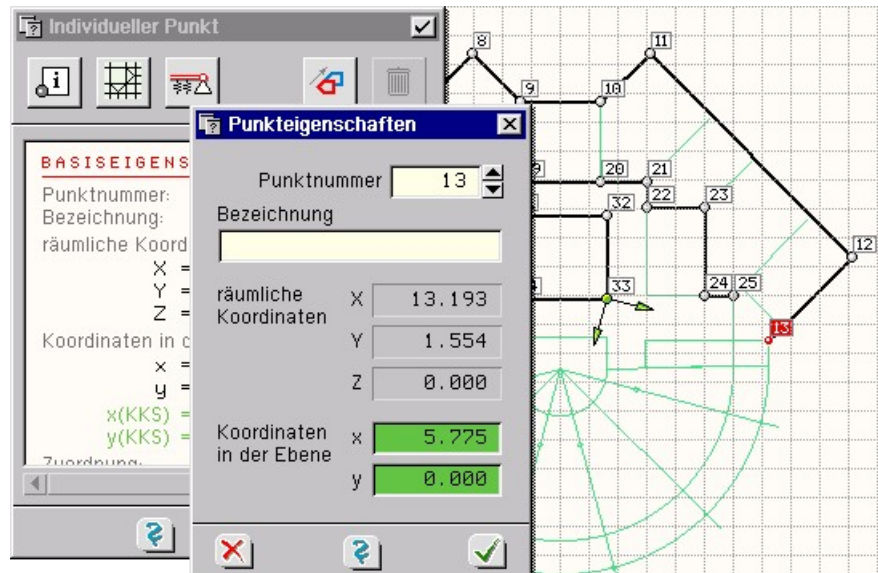 Individueller Punkt
BASISEIGENS
Punktnummer:
Bezeichnung:
räumliche Koord
X =
Y =
Z =
Koordinaten in d
x =
y =
x(KKS) =
y(KKS) =
Zuordnung:
Punkteigenschaften
Punktnummer 13
Bezeichnung
räumliche Koordinaten
X 13.193
Y 1.554
Z 0.000
Koordinaten in der Ebene
x 5.775
y 0.000
8
11
9
10
20
21
22
23
32
12
33
24
25
13